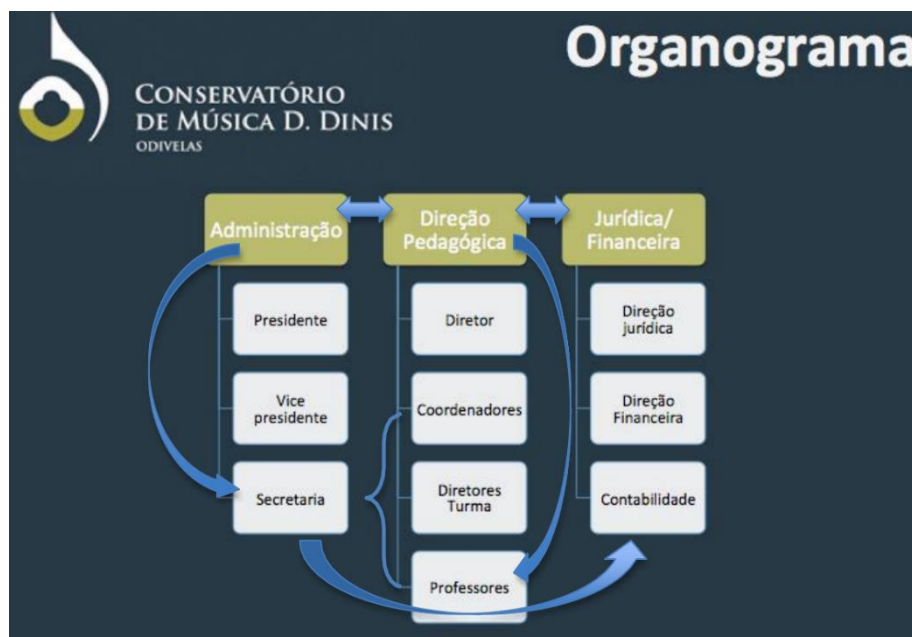 Organograma
CONSERVATÓRIO
DE MÚSICA D. DINIS
ODIVELAS
Administração
Presidente
Vice
presidente
Secretaria
Direção
Pedagógica
Diretor
Coordenadores
Diretores
Turma
Professores
Jurídica/
Financeira
Direção
jurídica
Direção
Financeira
Contabilidade